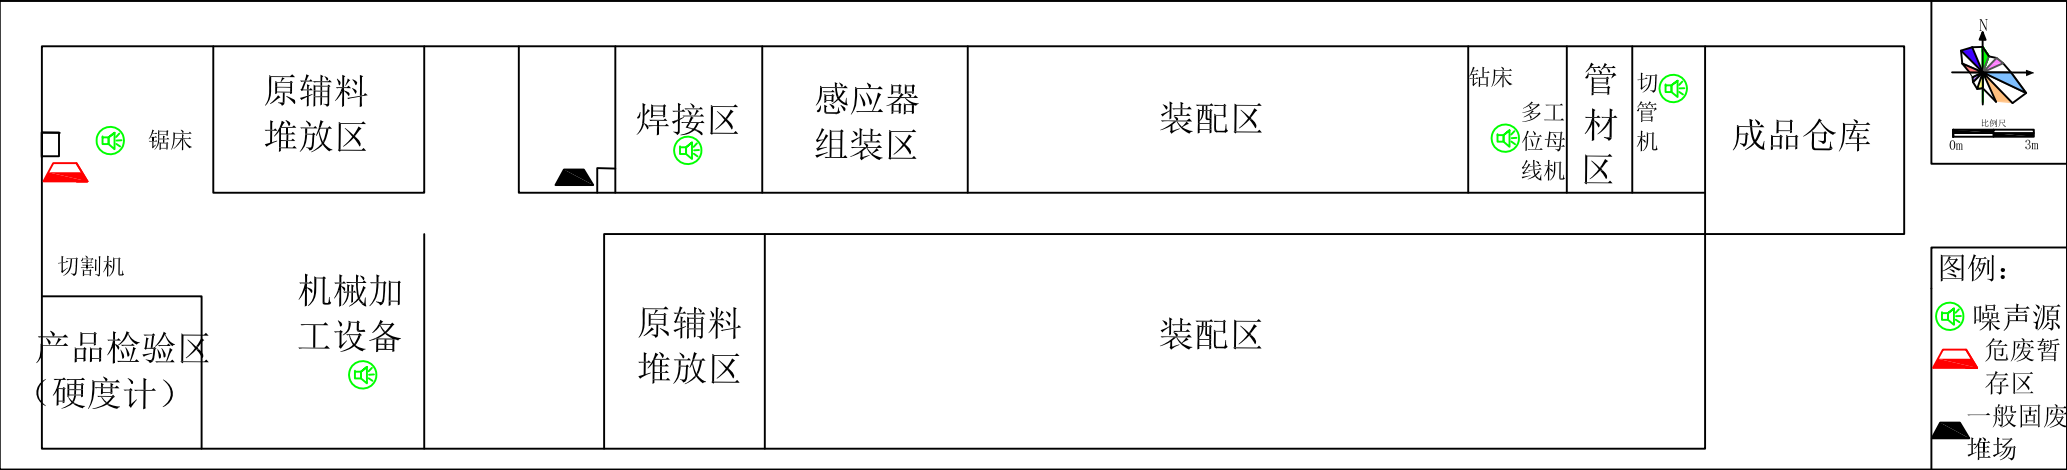 锯床
原辅料
堆放区
焊接区
感应器
组装区
装配区
钻床
多工
位母
线机
管
材
区
切
管
机
成品仓库
切割机
产品检验区
（硬度计）
机械加
工设备
原辅料
堆放区
装配区
N
比例尺
0m
3m
图例：
噪声源
危废暂
存区
一般固废
堆场